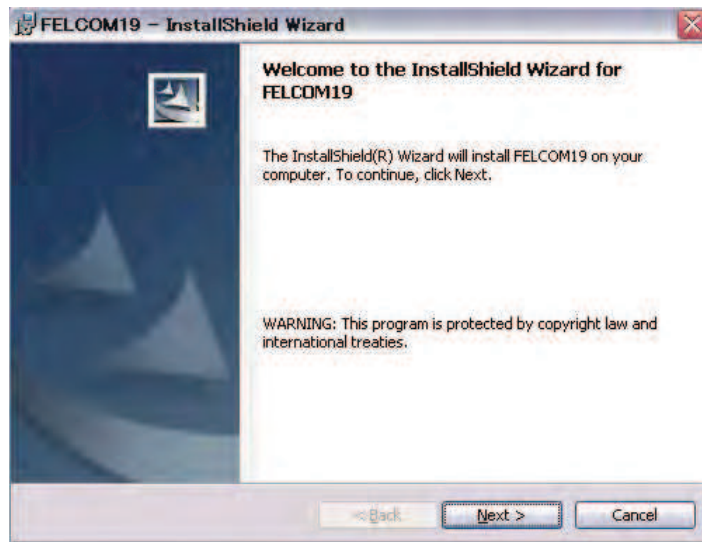 FELCOM19 - InstallShield Wizard
Welcome to the InstallShield Wizard for
FELCOM19
The InstallShield(R) Wizard will install FELCOM19 on your
computer. To continue, click Next.
WARNING: This program is protected by copyright law and
international treaties.
< Back
Next >
Cancel